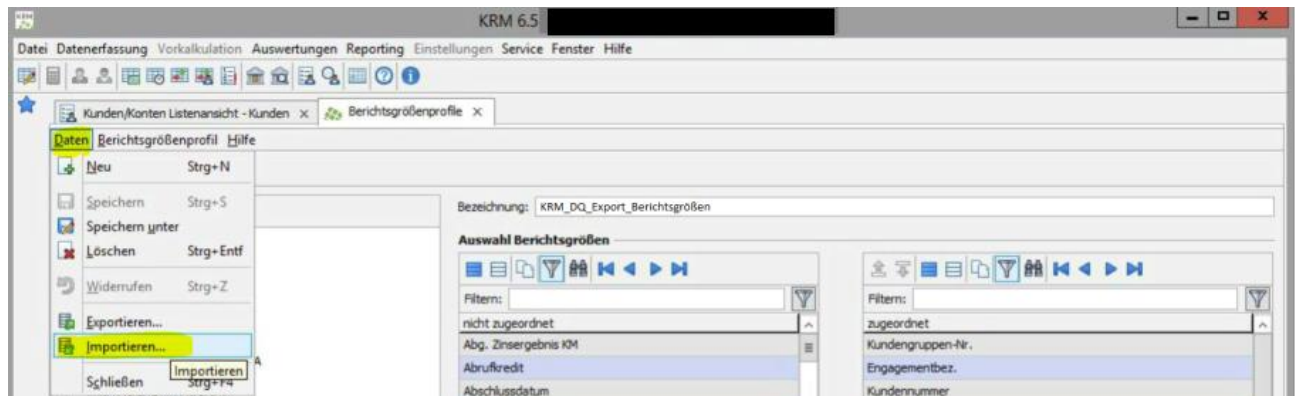 KRM 6.5
Datei Datenerfassung Vorkalkulation Auswertungen Reporting Einstellungen Service Fenster Hilfe
Kunden/Konten Listenansicht - Kunden x Berichtsgrößenprofile x
Daten Berichtsgrößenprofil Hilfe
Neu Strg+N
Speichern Strg+S
Speichern unter
Löschen Strg+Entf
Widerrufen Strg+Z
Exportieren...
Importieren...
Importieren
Schließen Strg+F4
A
Bezeichnung: KRM_DQ_Export_Berichtsgrößen
Auswahl Berichtsgrößen
Filtern:
nicht zugeordnet
Abg. Zinsergebnis KM
Abrufkredit
Abschlussdatum
Filtern:
zugeordnet
Kundengruppen-Nr.
Engagementbez.
Kundennummer